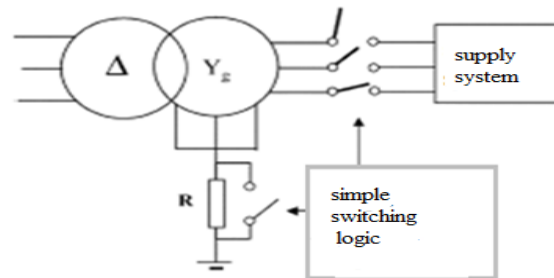 Δ
Yg
supply
system
R
simple
switching
logic